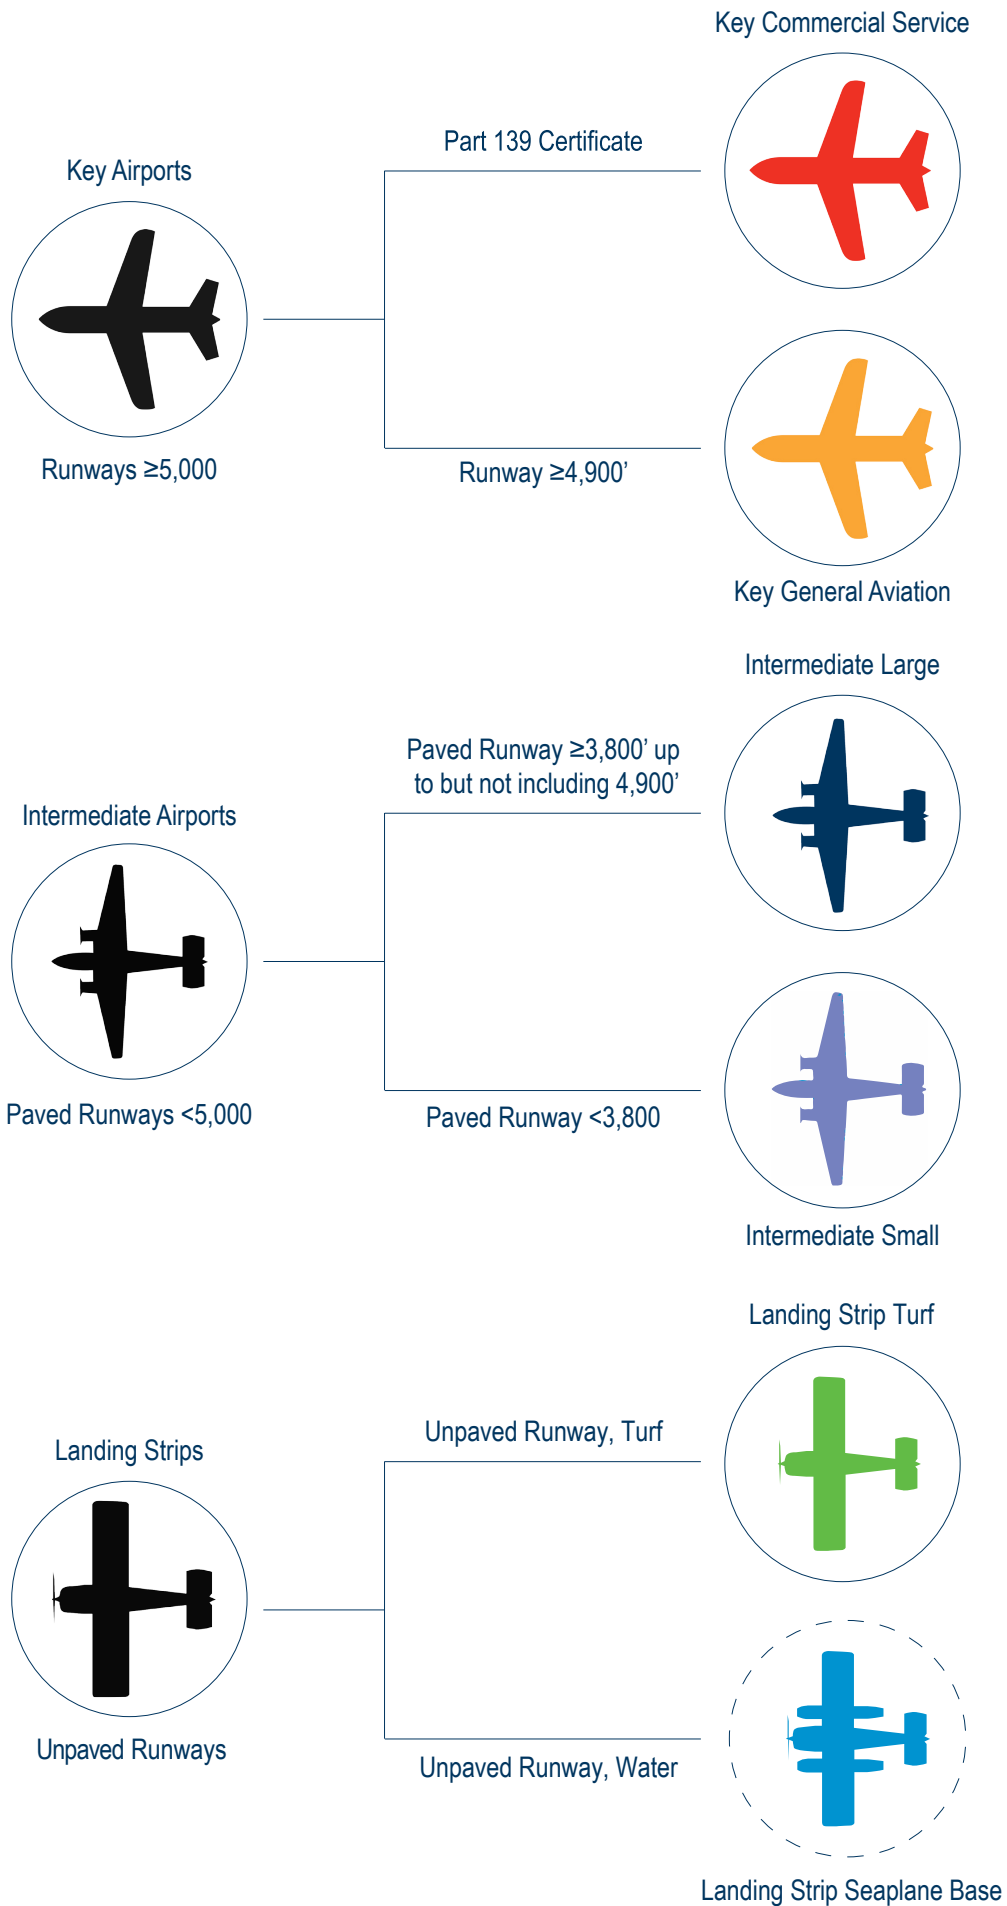 Key Commercial Service
Part 139 Certificate
Key Airports
Runways ≥5,000
Runway ≥4,900’
Key General Aviation
Intermediate Large
Paved Runway ≥3,800’ up
to but not including 4,900’
Intermediate Airports
Paved Runways <5,000
Paved Runway <3,800
Intermediate Small
Landing Strip Turf
Unpaved Runway, Turf
Landing Strips
Unpaved Runways
Unpaved Runway, Water
Landing Strip Seaplane Base